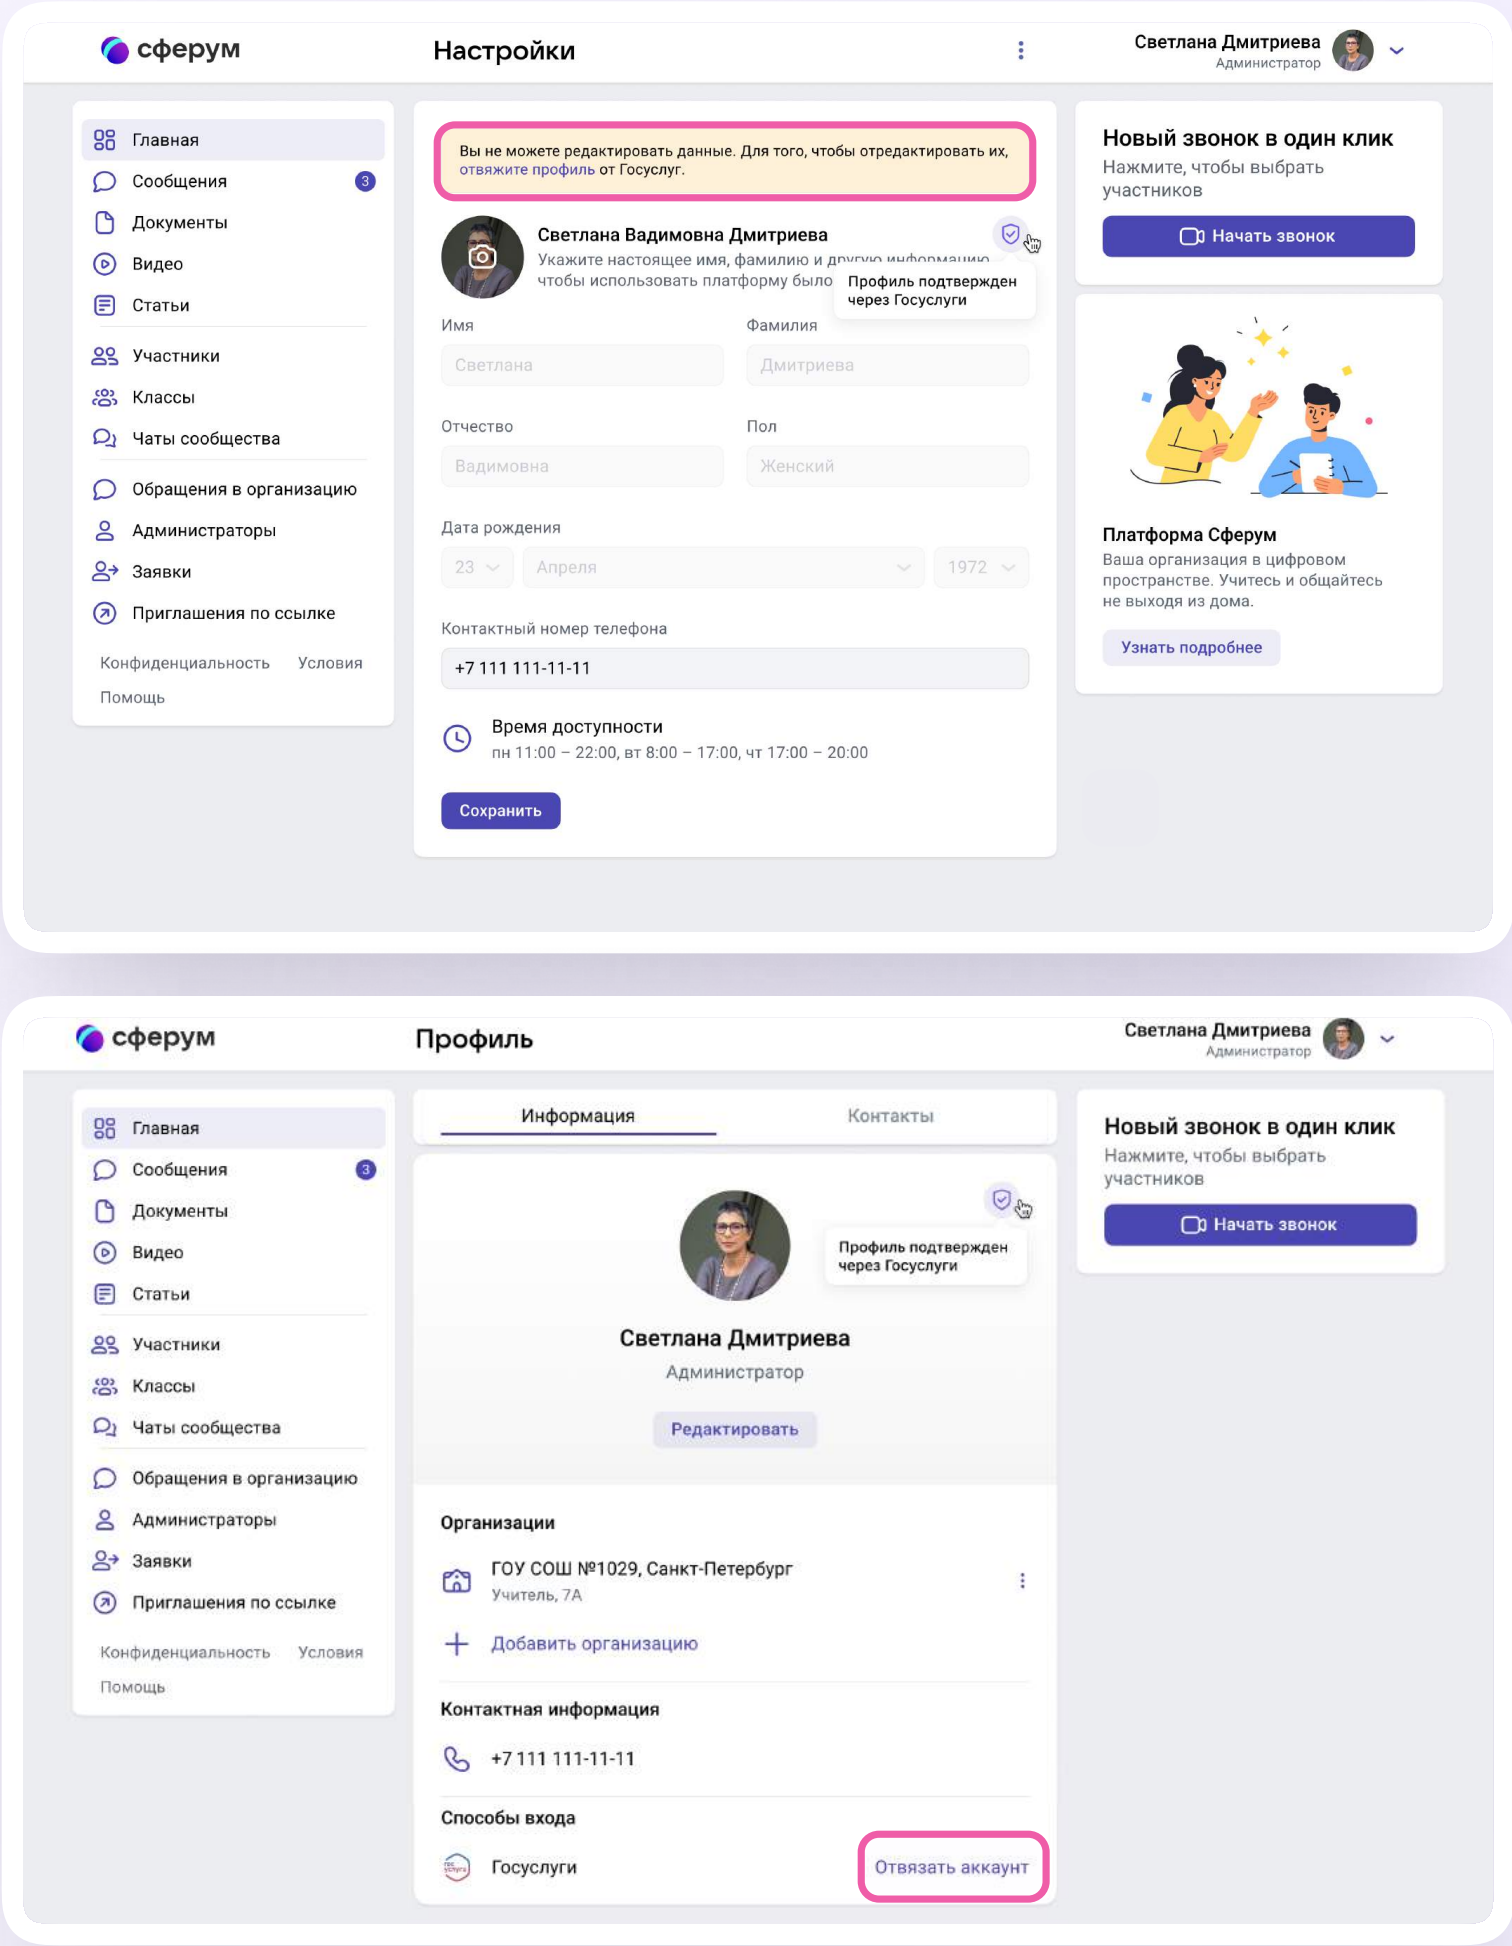 сферум
Настройки
Светлана Дмитриева
Администратор
Главная
Сообщения
3
Документы
Видео
Статьи
Участники
Классы
Чаты сообщества
Обращения в организацию
Администраторы
Заявки
Приглашения по ссылке
Конфиденциальность Условия
Помощь
Вы не можете редактировать данные. Для того, чтобы отредактировать их,
отвяжите профиль от Госуслуг.
Светлана Вадимовна Дмитриева
Укажите настоящее имя, фамилию и другую информацию
чтобы использовать платформу было
Профиль подтвержден
через Госуслуги
Имя
Фамилия
Светлана
Дмитриева
Отчество
Пол
Вадимовна
Женский
Дата рождения
23
Апреля
1972
Контактный номер телефона
+7 111 111-11-11
Время доступности
пн 11:00 – 22:00, вт 8:00 – 17:00, чт 17:00 – 20:00
Сохранить
Новый звонок в один клик
Нажмите, чтобы выбрать
участников
Начать звонок
Платформа Сферум
Ваша организация в цифровом
пространстве. Учитесь и общайтесь
не выходя из дома.
Узнать подробнее
сферум
Профиль
Светлана Дмитриева
Администратор
Главная
Сообщения
3
Документы
Видео
Статьи
Участники
Классы
Чаты сообщества
Обращения в организацию
Администраторы
Заявки
Приглашения по ссылке
Конфиденциальность Условия
Помощь
Информация
Контакты
Профиль подтвержден
через Госуслуги
Светлана Дмитриева
Администратор
Редактировать
Организации
ГОУ СОШ №1029, Санкт-Петербург
Учитель, 7А
Добавить организацию
Контактная информация
+7 111 111-11-11
Способы входа
гос
услуги
Госуслуги
Отвязать аккаунт
Новый звонок в один клик
Нажмите, чтобы выбрать
участников
Начать звонок